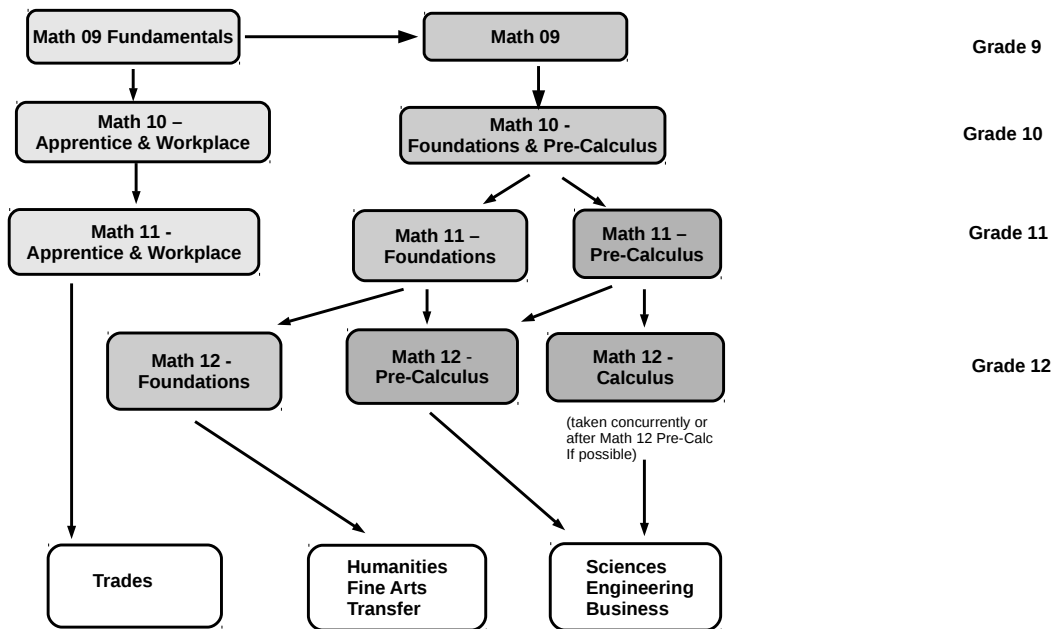 Math 09 Fundamentals
Math 09
Grade 9
Math 10 –
Apprentice & Workplace
Math 10 -
Foundations & Pre-Calculus
Grade 10
Math 11 -
Apprentice & Workplace
Math 11 –
Foundations
Math 11 –
Pre-Calculus
Grade 11
Math 12 -
Foundations
Math 12 -
Pre-Calculus
Math 12 -
Calculus
Grade 12
(taken concurrently or
after Math 12 Pre-Calc
If possible)
Trades
Humanities
Fine Arts
Transfer
Sciences
Engineering
Business